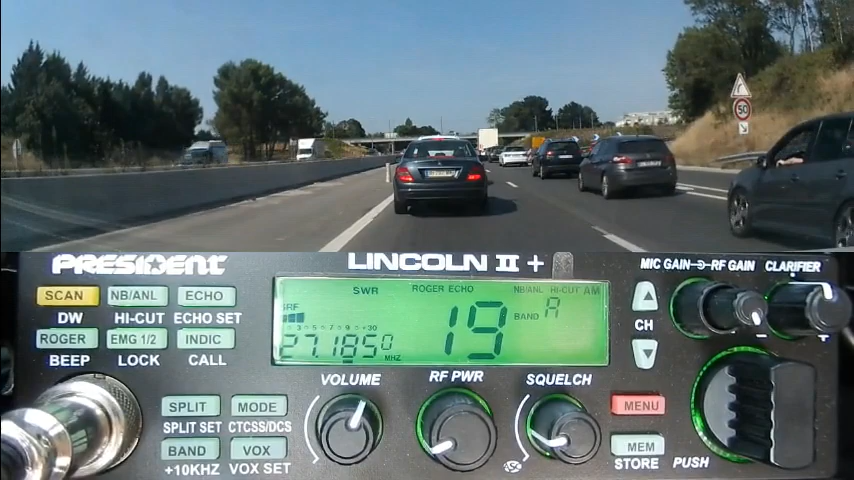 50
PRESIDENT
LINCOLN II +
MIC GAIN RF GAIN
CLARIFIER
SCAN
NB/ANL
ECHO
DW
HI-CUT
ECHO SET
ROGER
EMG 1/2
INDIC
BEEP
LOCK
CALL
SWR
ROGER ECHO
NB/ANL HI-CUT AM
RF
27.1850 MHZ
19
BAND A
CH
VOLUME
RF PWR
SQUELCH
SPLIT
MODE
SPLIT SET
CTCSS/DCS
BAND
VOX
+10KHZ
VOX SET
MENU
MEM
STORE
PUSH
- +